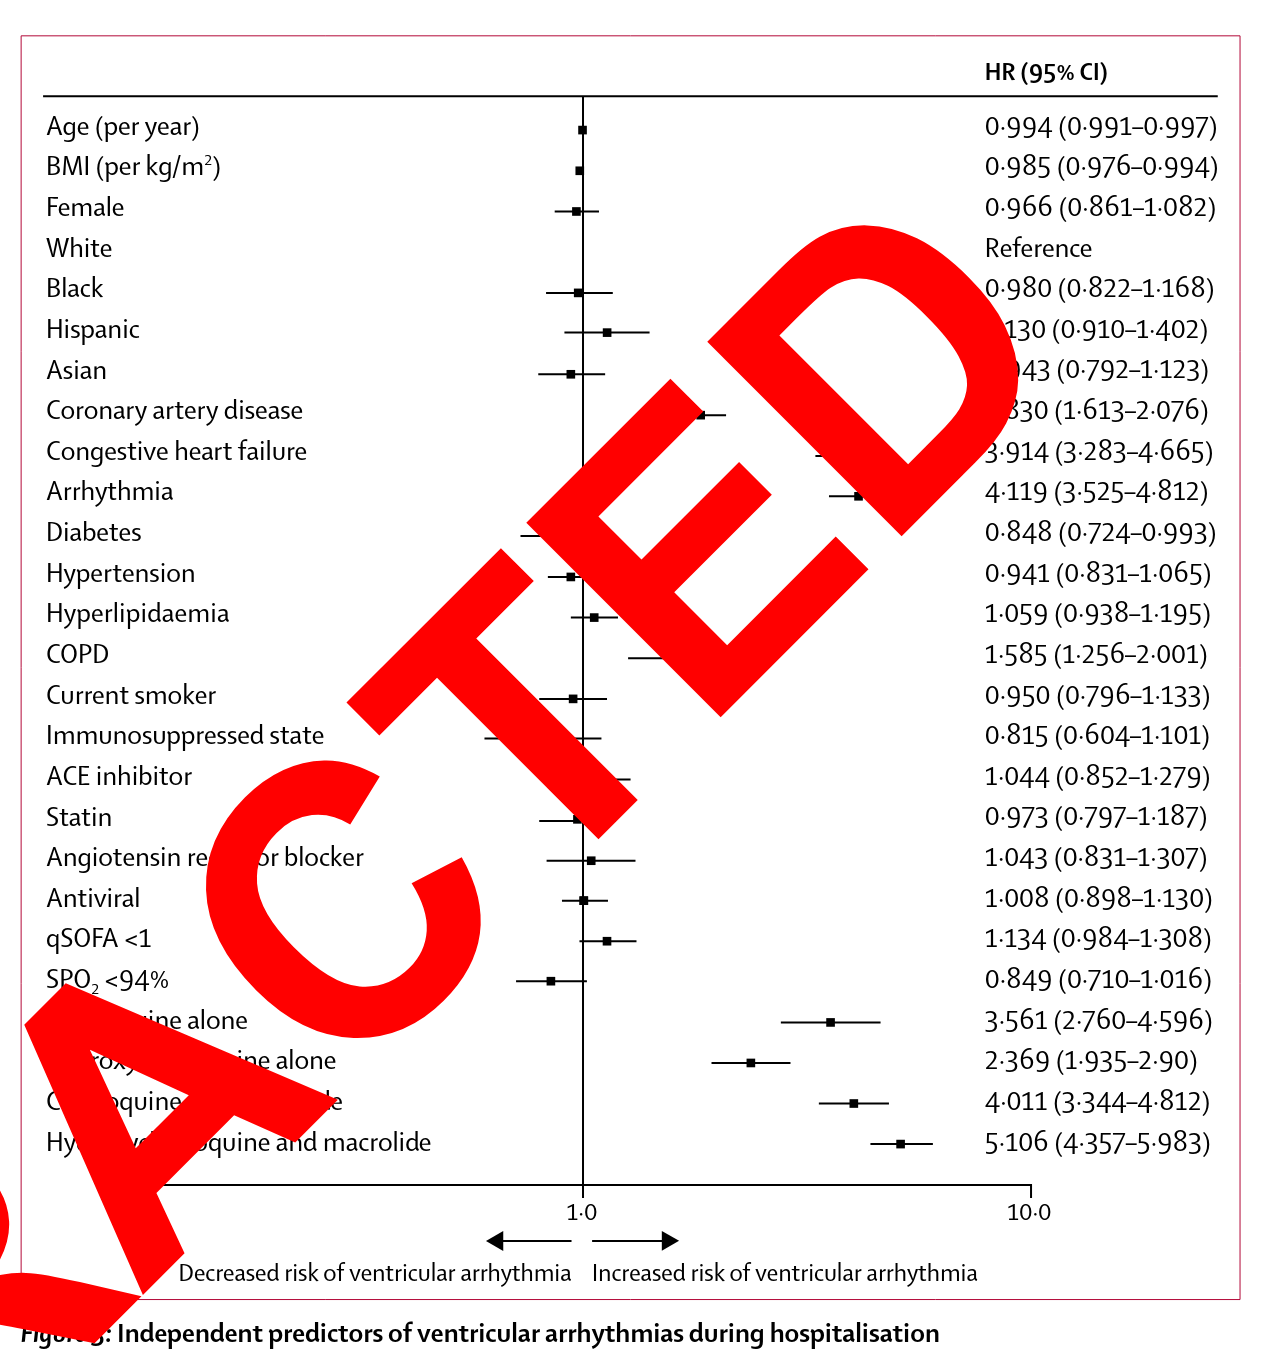 HR (95% CI)
Age (per year) 0·994 (0·991–0·997)
BMI (per kg/m²) 0·985 (0·976–0·994)
Female 0·966 (0·861–1·082)
White Reference
Black 0·980 (0·822–1·168)
Hispanic (0·910–1·402)
Asian (0·792–1·123)
Coronary artery disease (1·613–2·076)
Congestive heart failure 3·914 (3·283–4·665)
Arrhythmia 4·119 (3·525–4·812)
Diabetes 0·848 (0·724–0·993)
Hypertension 0·941 (0·831–1·065)
Hyperlipidaemia 1·059 (0·938–1·195)
COPD 1·585 (1·256–2·001)
Current smoker 0·950 (0·796–1·133)
Immunosuppressed state 0·815 (0·604–1·101)
ACE inhibitor 1·044 (0·852–1·279)
Statin 0·973 (0·797–1·187)
Angiotensin blocker 1·043 (0·831–1·307)
Antiviral 1·008 (0·898–1·130)
qSOFA <1 1·134 (0·984–1·308)
SPO₂ <94% 0·849 (0·710–1·016)
alone 3·561 (2·760–4·596)
alone 2·369 (1·935–2·90)
4·011 (3·344–4·812)
and macrolide 5·106 (4·357–5·983)
1·0 10·0
Decreased risk of ventricular arrhythmia Increased risk of ventricular arrhythmia
Independent predictors of ventricular arrhythmias during hospitalisation
RACTED